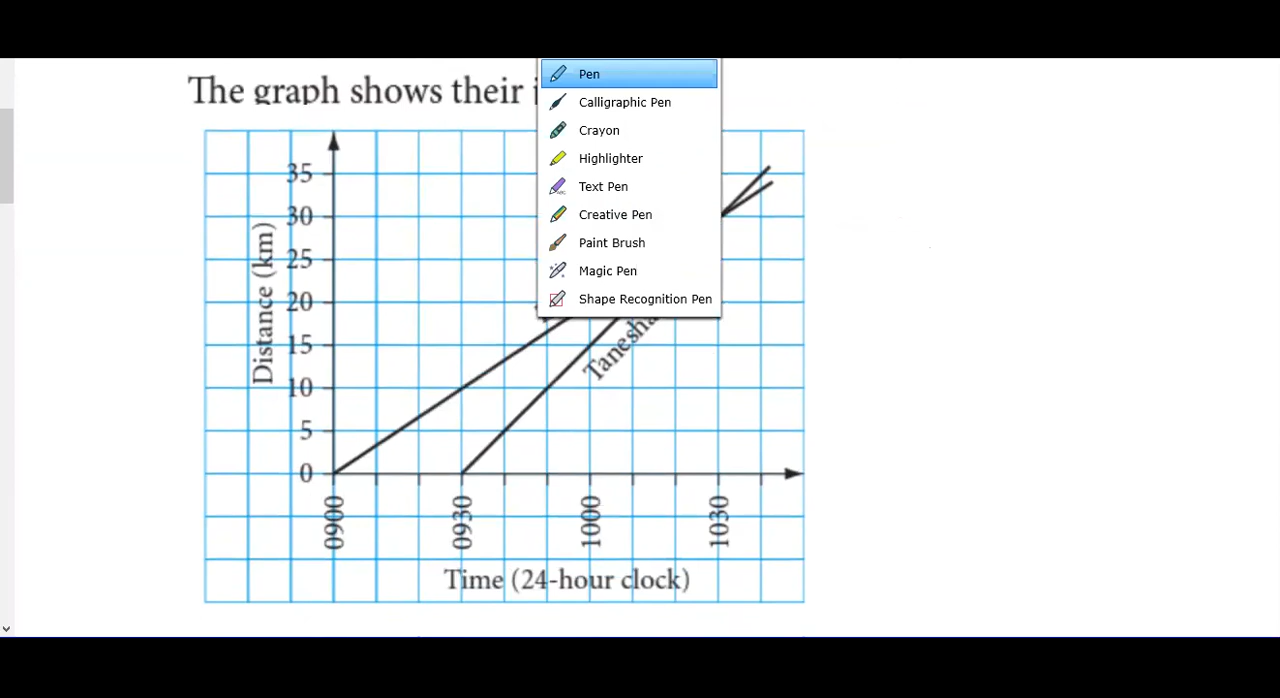 The graph shows their
Pen
Calligraphic Pen
Crayon
Highlighter
Text Pen
Creative Pen
Paint Brush
Magic Pen
Shape Recognition Pen
Distance (km)
35
30
25
20
15
10
5
0
Tanesha
0900
0930
1000
1030
Time (24-hour clock)